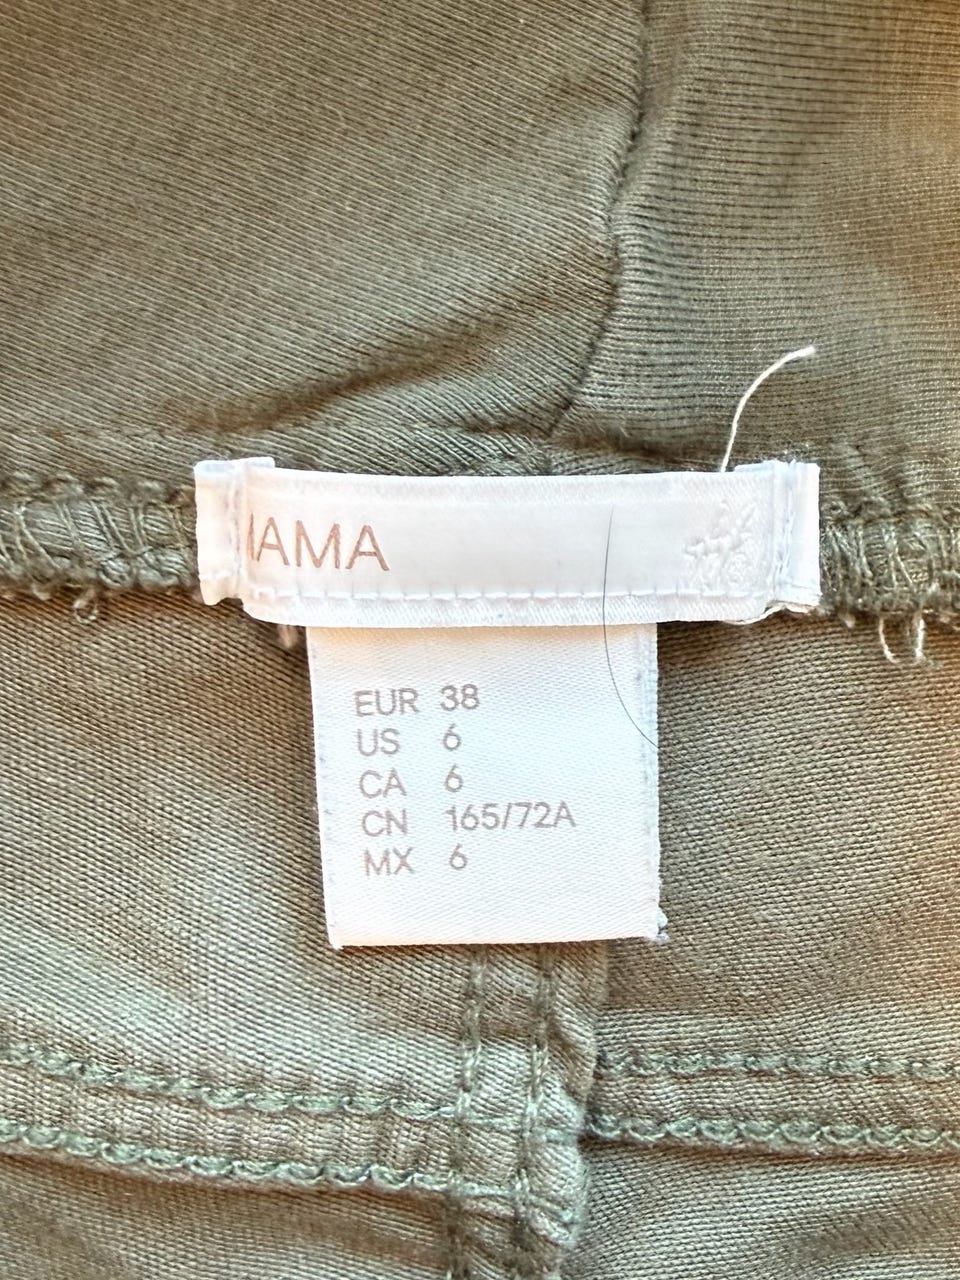 MAMA
EUR 38
US 6
CA 6
CN 165/72A
MX 6